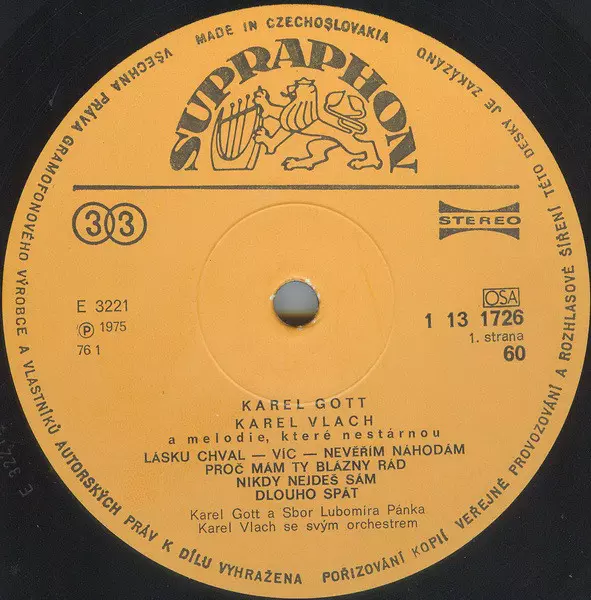 MADE IN CZECHOSLOVAKIA
SUPRAPHON
33
STEREO
E 3221
Ⓟ 1975
76 1
OSA
1 13 1726
1. strana
60
KAREL GOTT
KAREL VLACH
a melodie, které nestárnou
LÁSKU CHVAL — VÍC — NEVĚŘÍM NÁHODÁM
PROČ MÁM TY BLÁZNY RÁD
NIKDY NEJDEŠ SÁM
DLOUHO SPÁT
Karel Gott a Sbor Lubomíra Pánka
Karel Vlach se svým orchestrem
VŠECHNA PRÁVA GRAMOFONOVÉHO VÝROBCE A VLASTNÍKŮ AUTORSKÝCH PRÁV K DÍLU VYHRAŽENA POŘIZOVÁNÍ KOPIÍ VEŘEJNÉ PROVOZOVÁNÍ A ROZHLASOVÉ ŠÍŘENÍ TÉTO DESKY JE ZAKÁZÁNO